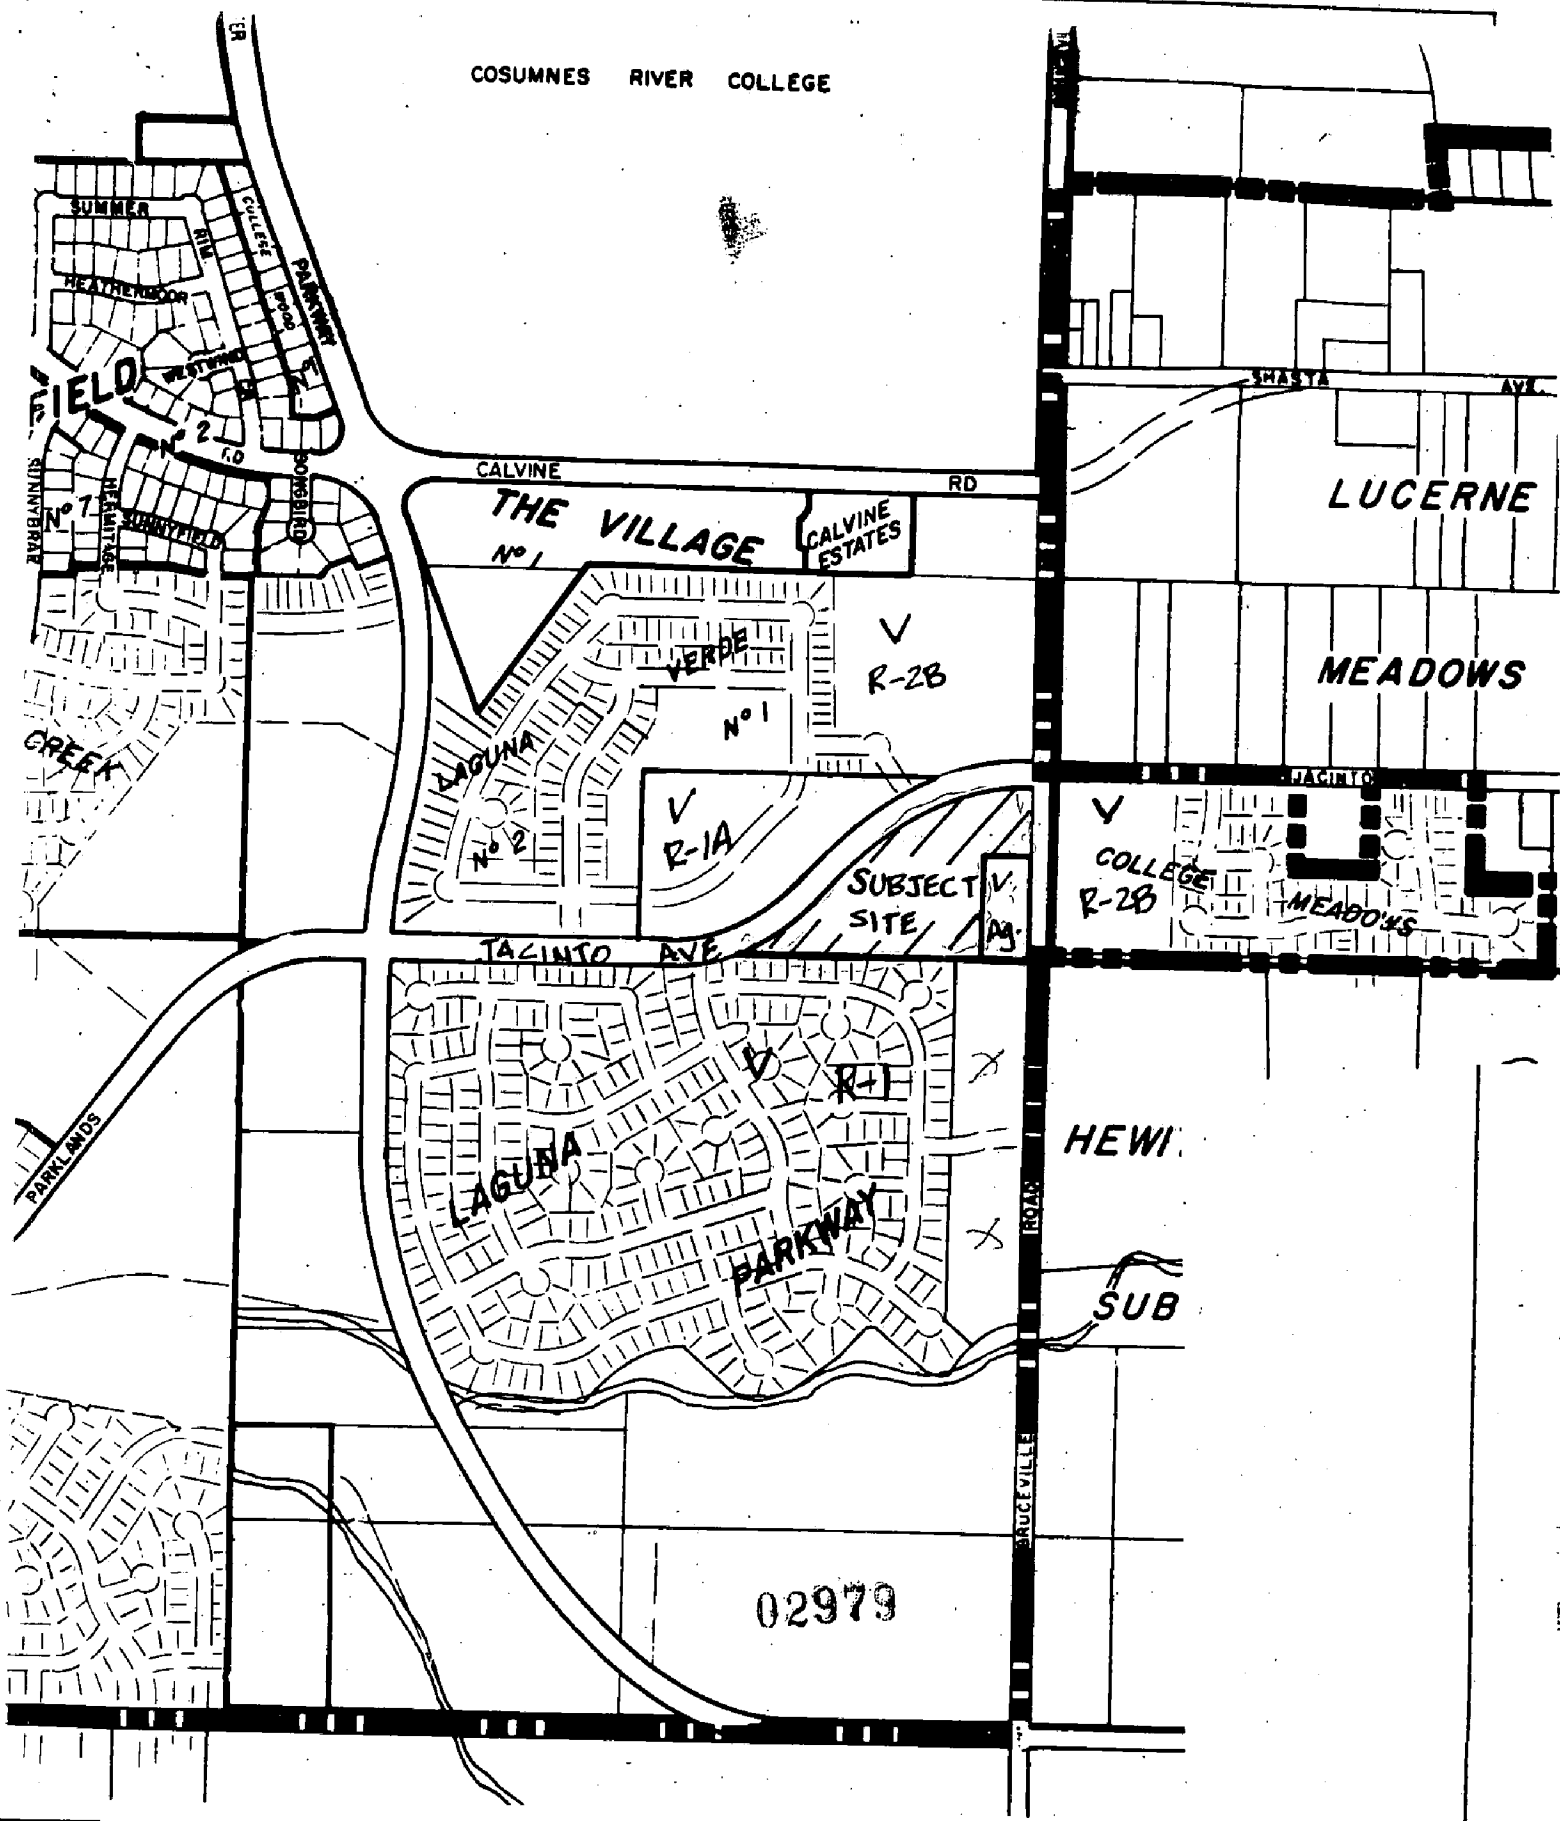 COSUMNES RIVER COLLEGE
SUMMER
RIM
COLLEGE
WOOD
PARKWAY
HEATHERMOOR
WESTWIND
FIELD
Nº 2
RD
SUNNYBRAR
Nº 7
HERMITAGE
SUNNYFIELD
SONGBIRD
CALVINE RD
THE VILLAGE
Nº 1
CALVINE
ESTATES
SHASTA AVE.
LUCERNE
MEADOWS
V
R-2B
VERDE
Nº 1
LAGUNA
Nº 2
CREEK
V
R-1A
JACINTO
SUBJECT
SITE
V
Ag.
V
COLLEGE
R-2B
MEADOWS
JACINTO AVE
PARKLANDS
V
R-1
LAGUNA
PARKWAY
X
X
HEWI
ROAD
SUB
BRUCEVILLE
02979